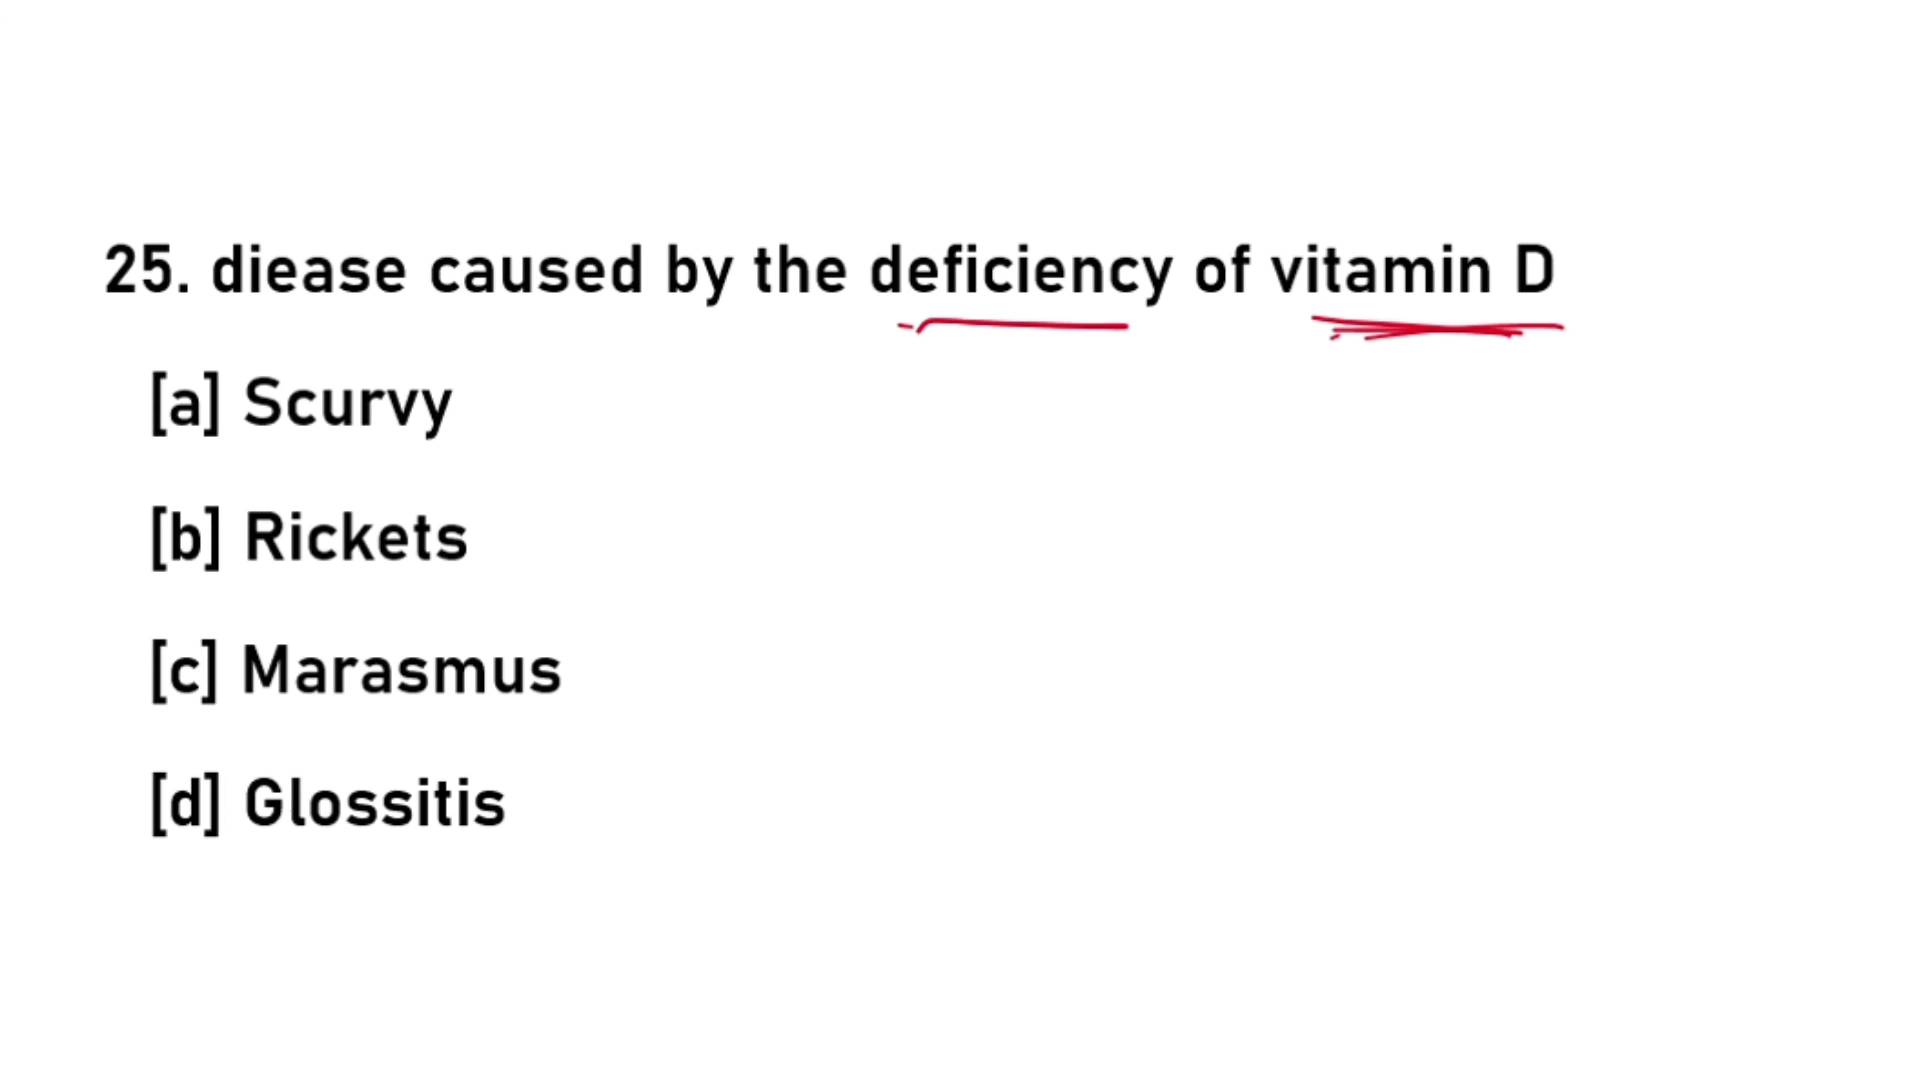 25. diease caused by the deficiency of vitamin D
[a] Scurvy
[b] Rickets
[c] Marasmus
[d] Glossitis